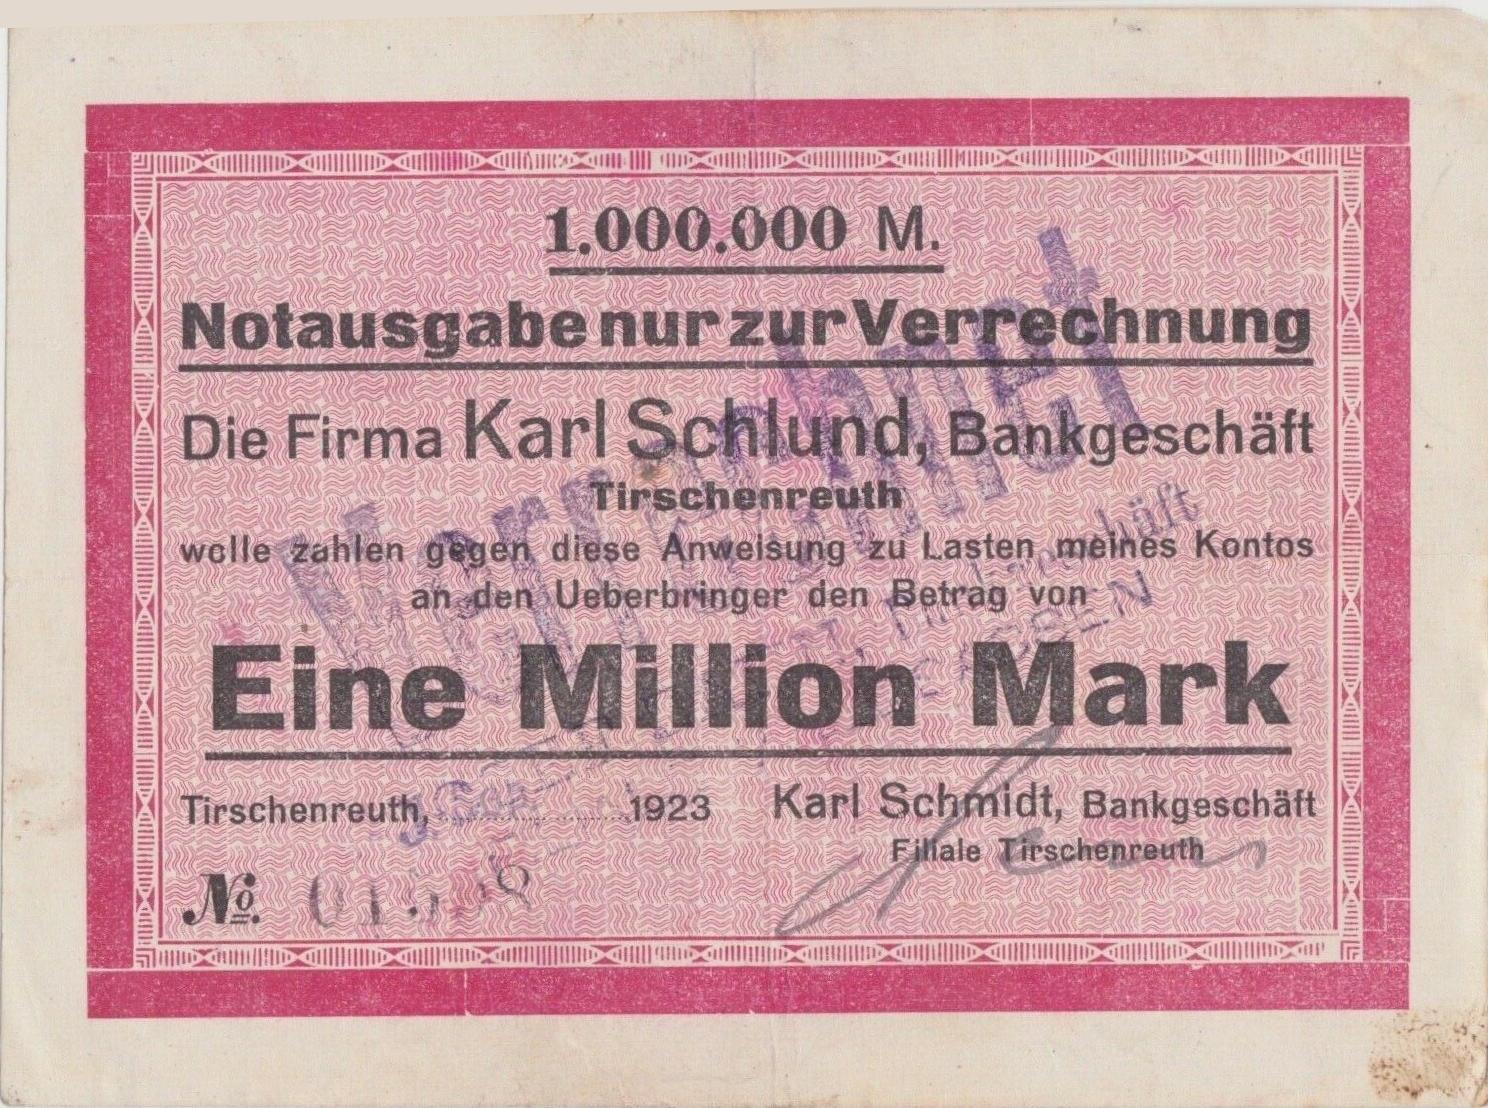 1.000.000 M.
Notausgabe nur zur Verrechnung
Die Firma Karl Schlund, Bankgeschäft
Tirschenreuth
wolle zahlen gegen diese Anweisung zu Lasten meines Kontos
an den Ueberbringer den Betrag von
Eine Million Mark
Tirschenreuth, 1923
Karl Schmidt, Bankgeschäft
Filiale Tirschenreuth
No.
Verrechnet